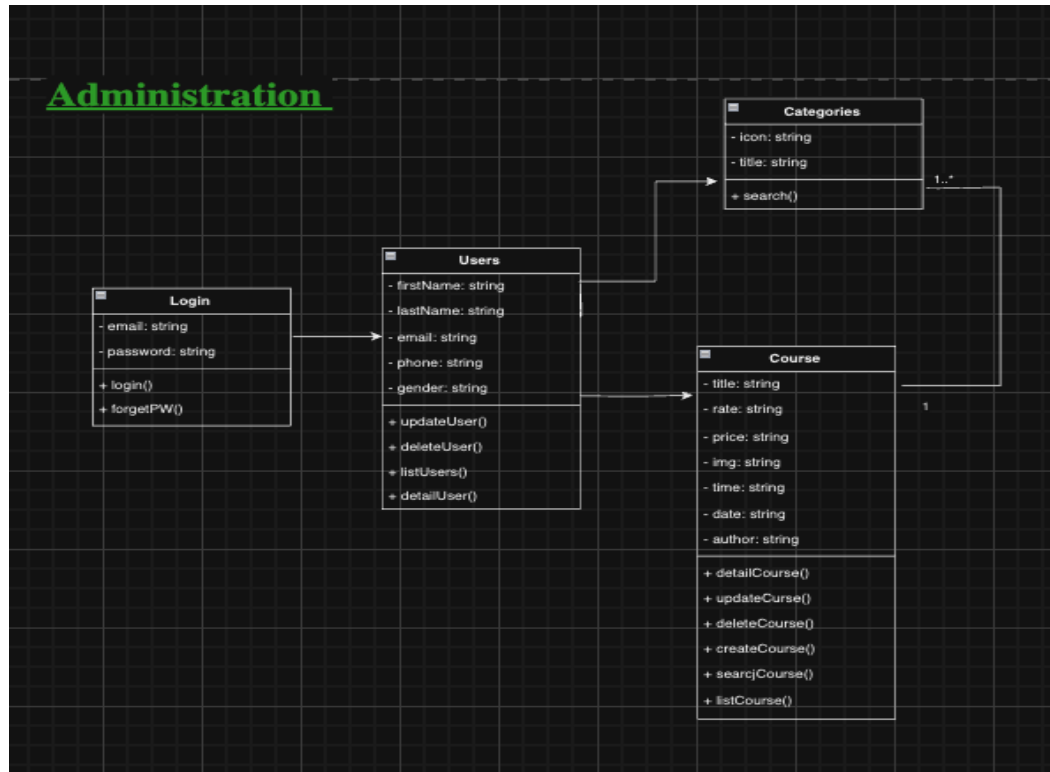 Administration
Categories
- icon: string
- title: string
+ search()
1..*
Users
- firstName: string
- lastName: string
- email: string
- phone: string
- gender: string
+ updateUser()
+ deleteUser()
+ listUsers()
+ detailUser()
Login
- email: string
- password: string
+ login()
+ forgetPW()
Course
- title: string
- rate: string
- price: string
- img: string
- time: string
- date: string
- author: string
+ detailCourse()
+ updateCurse()
+ deleteCourse()
+ createCourse()
+ searcjCourse()
+ listCourse()
1